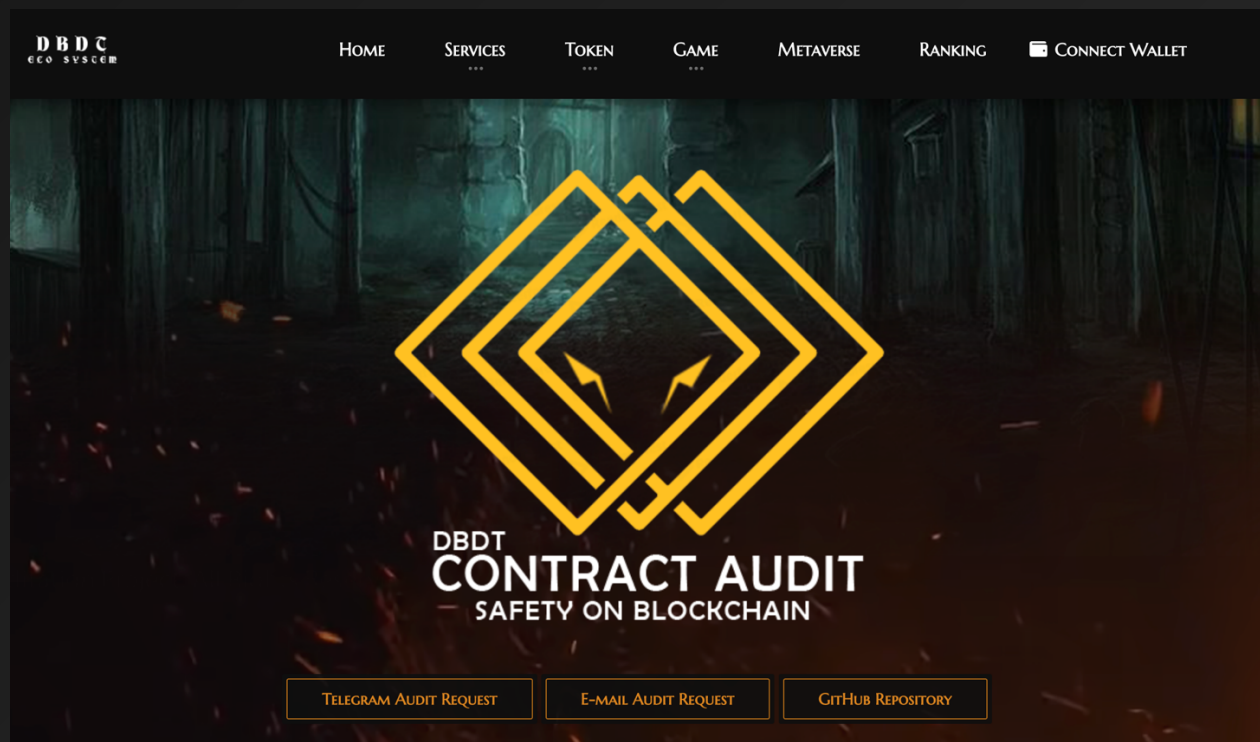 DBDT
ECO SYSTEM
Home
Services
Token
Game
Metaverse
Ranking
Connect Wallet
DBDT
CONTRACT AUDIT
SAFETY ON BLOCKCHAIN
Telegram Audit Request
E-mail Audit Request
GitHub Repository